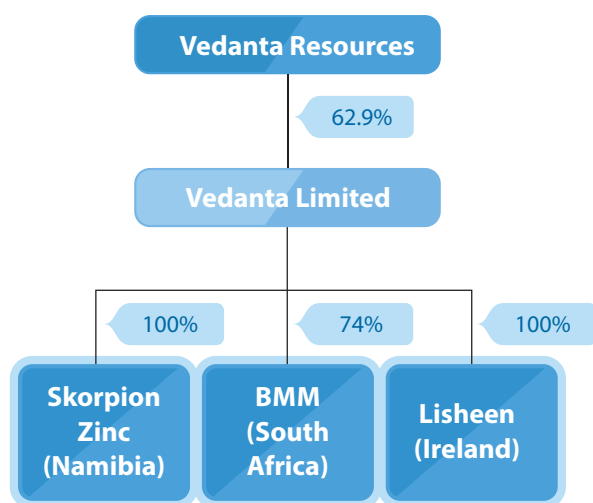 Vedanta Resources
62.9%
Vedanta Limited
100%
74%
100%
Skorpion
Zinc
(Namibia)
BMM
(South
Africa)
Lisheen
(Ireland)